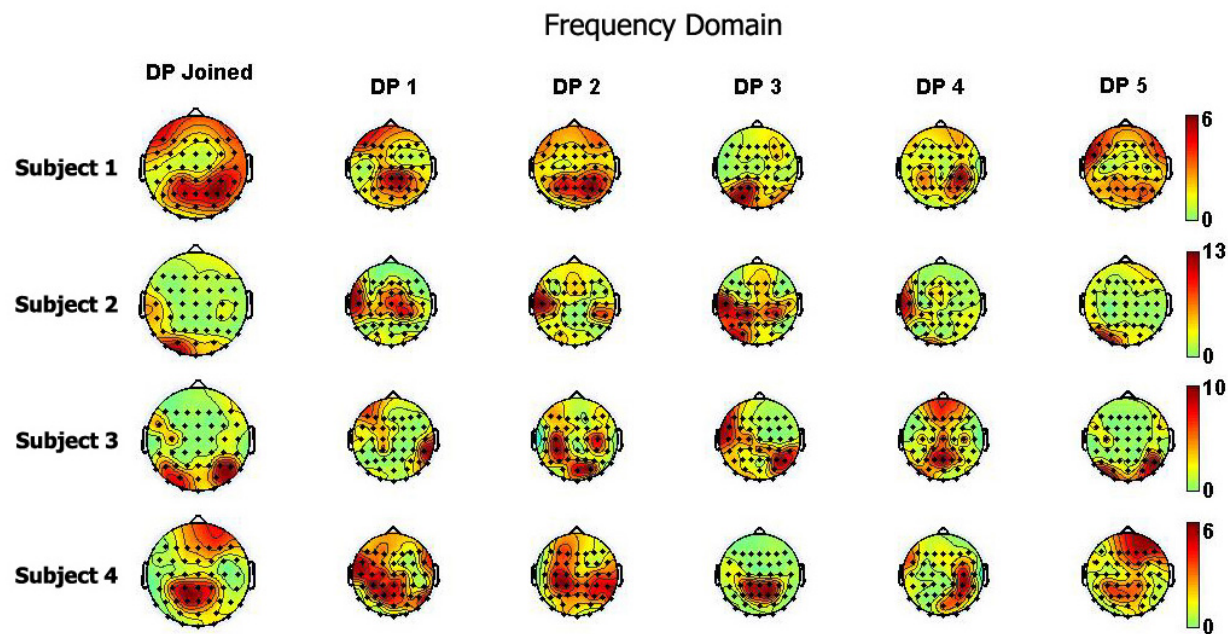 Frequency Domain
DP Joined DP 1 DP 2 DP 3 DP 4 DP 5
Subject 1 6
0
Subject 2 13
0
Subject 3 10
0
Subject 4 6
0